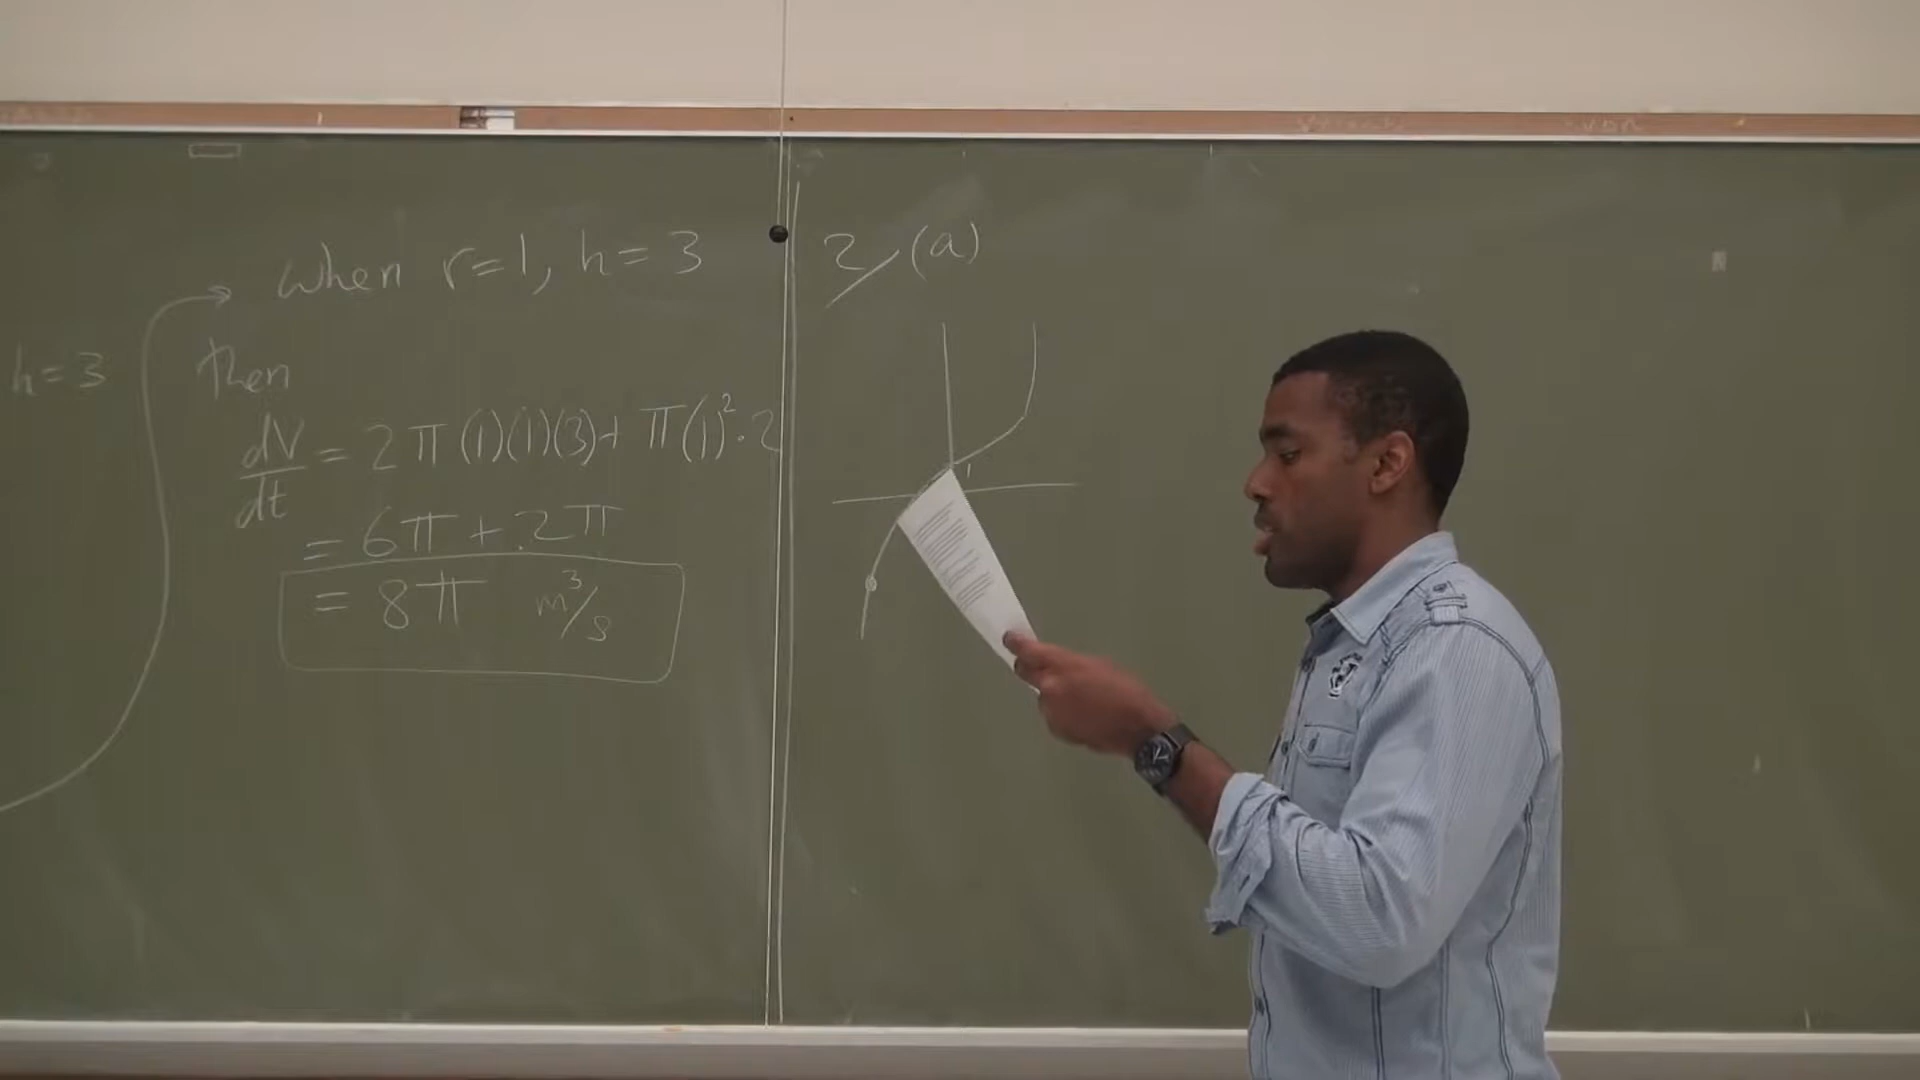 h=3
when r=1, h=3
then
dV/dt = 2π(1)(1)(3)+π(1)²·2
= 6π+2π
= 8π m³/s
2/ (a)
1